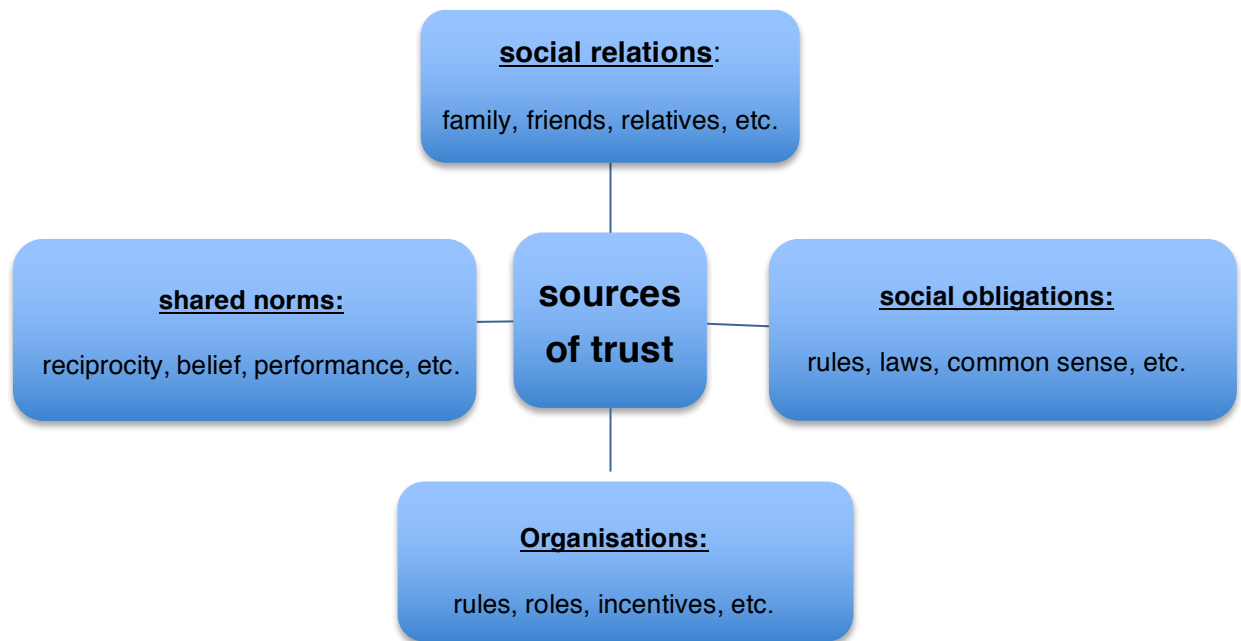 social relations:
family, friends, relatives, etc.
shared norms:
reciprocity, belief, performance, etc.
sources
of trust
social obligations:
rules, laws, common sense, etc.
Organisations:
rules, roles, incentives, etc.